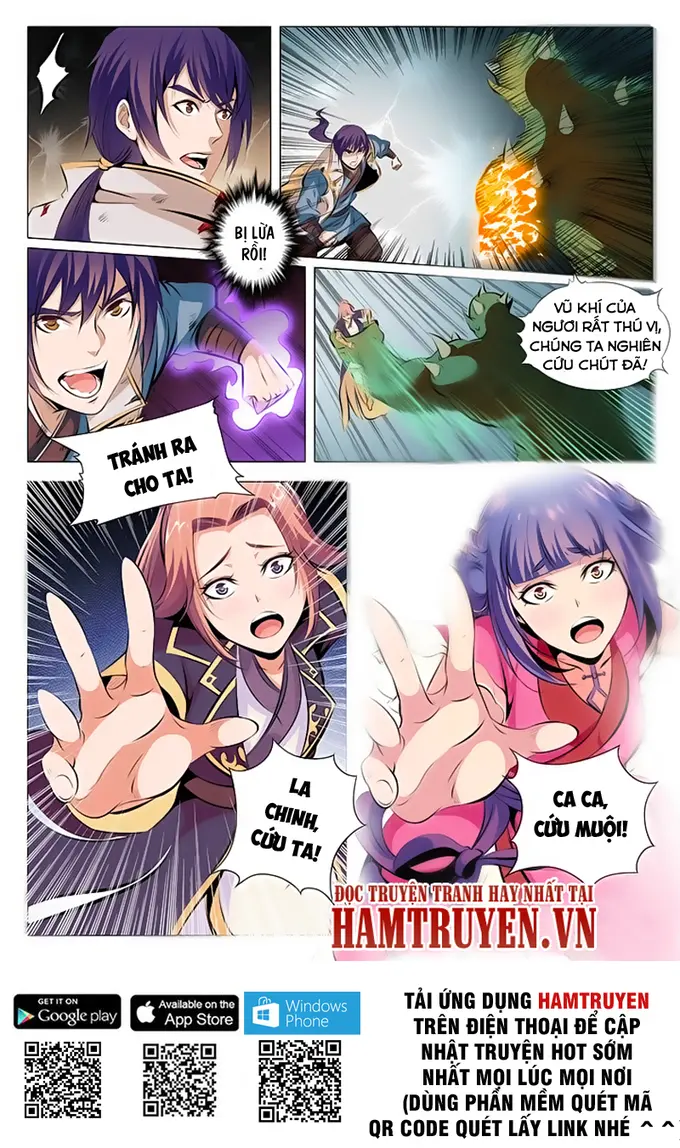 BỊ LỪA
RỒI!
VŨ KHÍ CỦA
NGƯƠI RẤT THÚ VỊ,
CHÚNG TA NGHIÊN
CỨU CHÚT ĐÃ!
TRÁNH RA
CHO TA!
LA
CHINH,
CỨU TA!
CA CA,
CỨU MUỘI!
ĐỌC TRUYỆN TRANH HAY NHẤT TẠI
HAMTRUYEN.VN
GET IT ON
Google play
Available on the
App Store
Windows
Phone
TẢI ỨNG DỤNG HAMTRUYEN
TRÊN ĐIỆN THOẠI ĐỂ CẬP
NHẬT TRUYỆN HOT SỚM
NHẤT MỌI LÚC MỌI NƠI
(DÙNG PHẦN MỀM QUÉT MÃ
QR CODE QUÉT LẤY LINK NHÉ ^ ^)